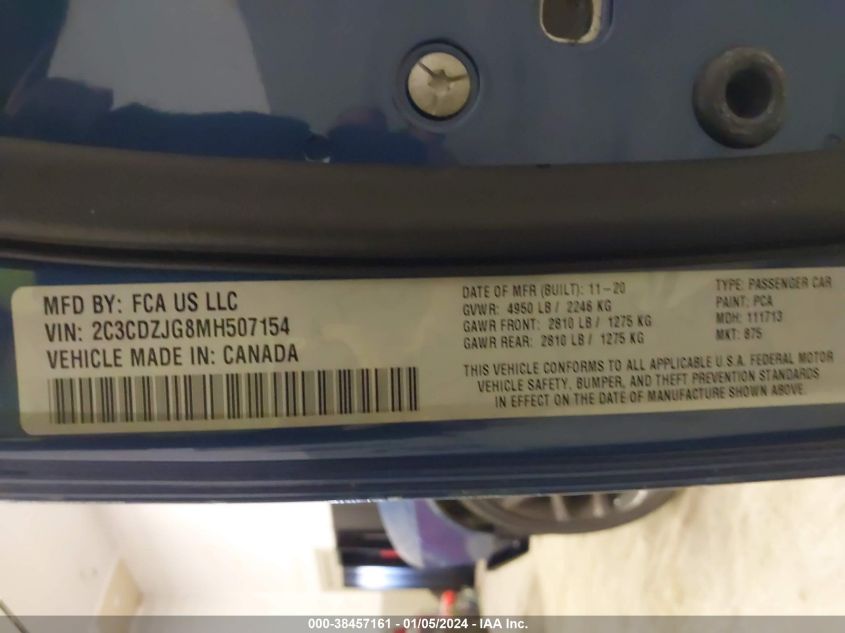 MFD BY: FCA US LLC
VIN: 2C3CDZJG8MH507154
VEHICLE MADE IN: CANADA
DATE OF MFR (BUILT): 11-20
GVWR: 4950 LB / 2246 KG
GAWR FRONT: 2810 LB / 1275 KG
GAWR REAR: 2810 LB / 1275 KG
TYPE: PASSENGER CAR
PAINT: PCA
MDH: 111713
MKT: 875
THIS VEHICLE CONFORMS TO ALL APPLICABLE U.S.A. FEDERAL MOTOR
VEHICLE SAFETY, BUMPER, AND THEFT PREVENTION STANDARDS
IN EFFECT ON THE DATE OF MANUFACTURE SHOWN ABOVE.
000-38457161 - 01/05/2024 - IAA Inc.